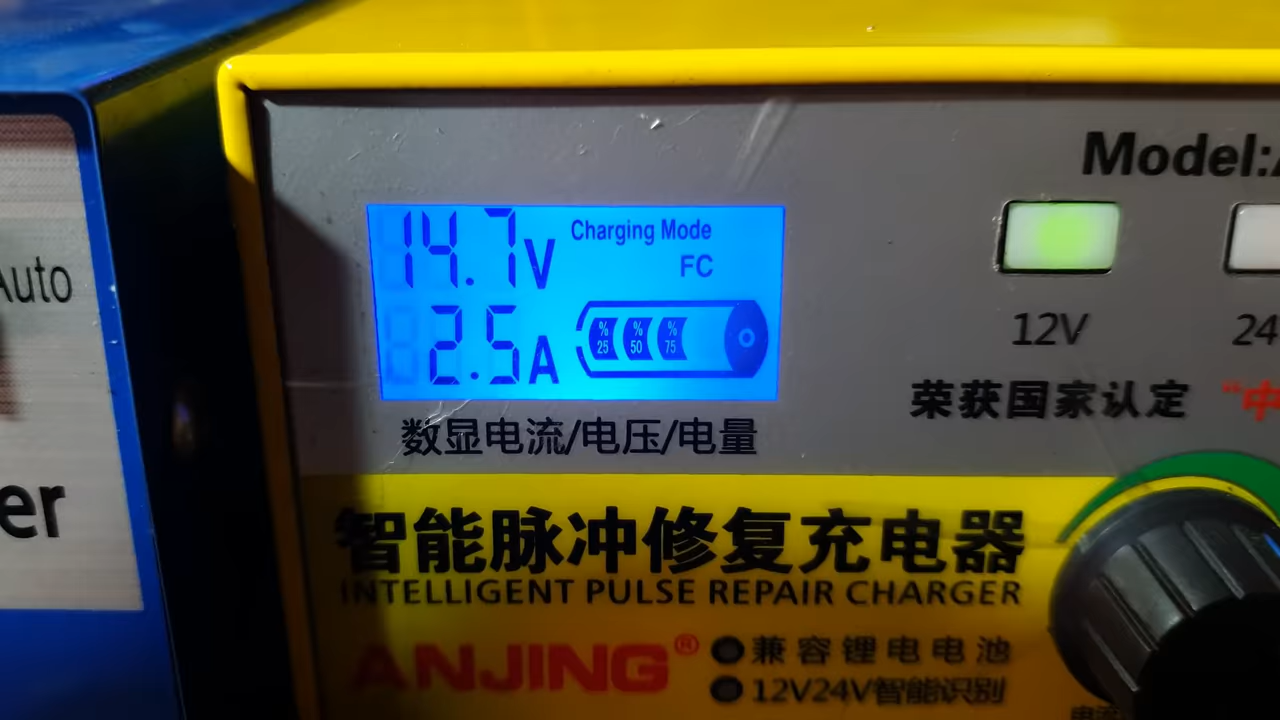 Model:
14.7V
Charging Mode
FC
2.5A
%
25
%
50
%
75
12V
24
Auto
数显电流/电压/电量
荣获国家认定
“中
er
智能脉冲修复充电器
INTELLIGENT PULSE REPAIR CHARGER
ANJING®
兼容锂电电池
12V24V智能识别
电流